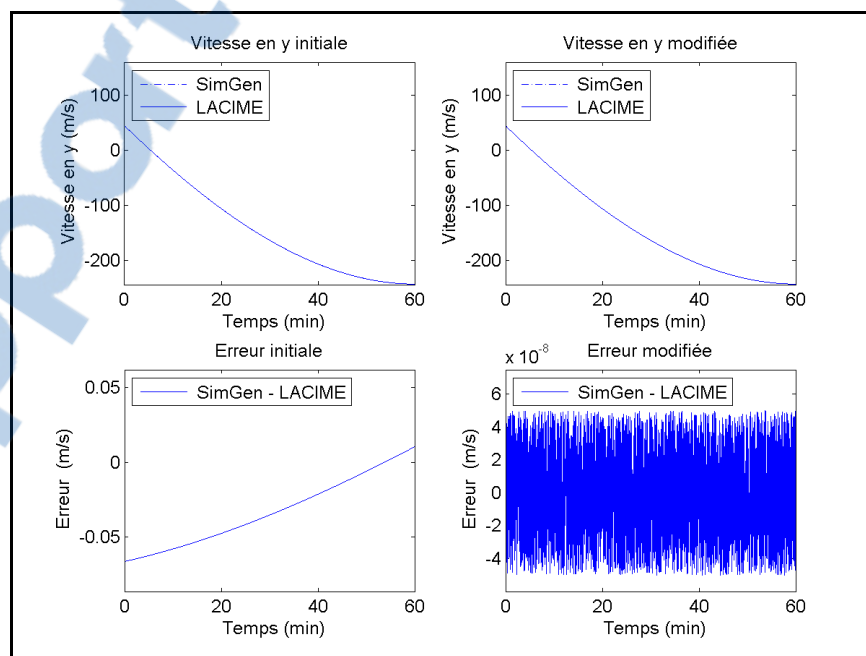 Vitesse en y initiale
SimGen
LACIME
Vitesse en y (m/s)
100
0
-100
-200
0
20
40
60
Temps (min)
Vitesse en y modifiée
SimGen
LACIME
Vitesse en y (m/s)
100
0
-100
-200
0
20
40
60
Temps (min)
Erreur initiale
SimGen - LACIME
Erreur (m/s)
0.05
0
-0.05
0
20
40
60
Temps (min)
x 10-8
Erreur modifiée
SimGen - LACIME
Erreur (m/s)
6
4
2
0
-2
-4
0
20
40
60
Temps (min)
pport